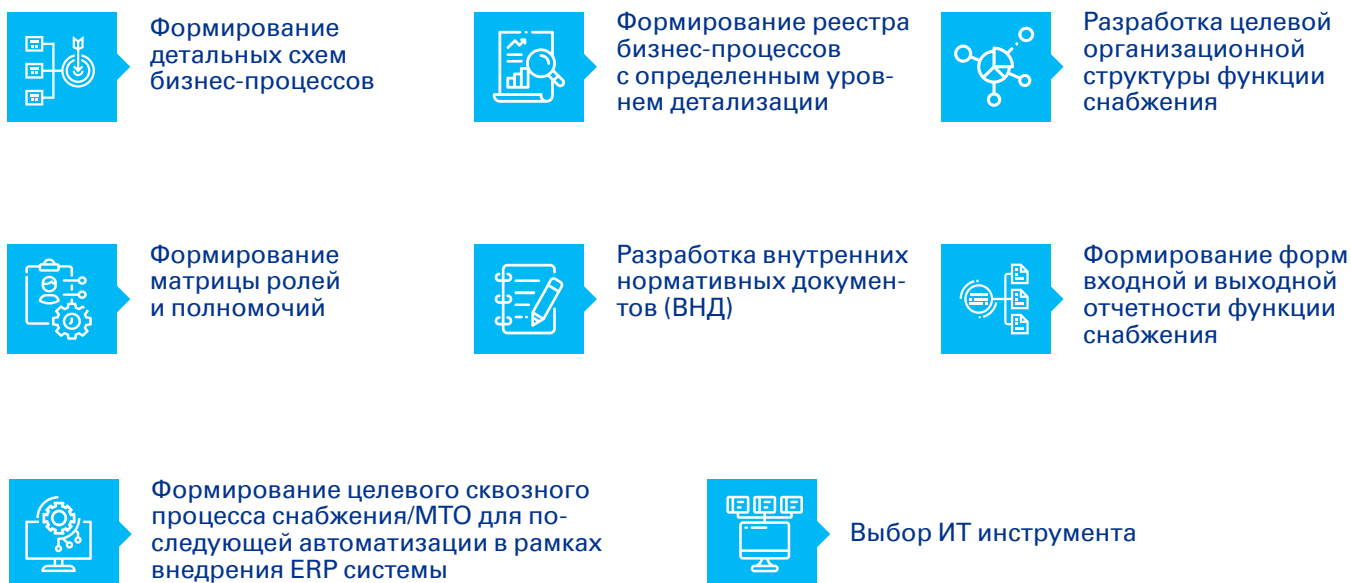 Формирование
детальных схем
бизнес-процессов
Формирование реестра
бизнес-процессов
с определенным уров-
нем детализации
Разработка целевой
организационной
структуры функции
снабжения
Формирование
матрицы ролей
и полномочий
Разработка внутренних
нормативных докумен-
тов (ВНД)
Формирование форм
входной и выходной
отчетности функции
снабжения
Формирование целевого сквозного
процесса снабжения/МТО для по-
следующей автоматизации в рамках
внедрения ERP системы
Выбор ИТ инструмента